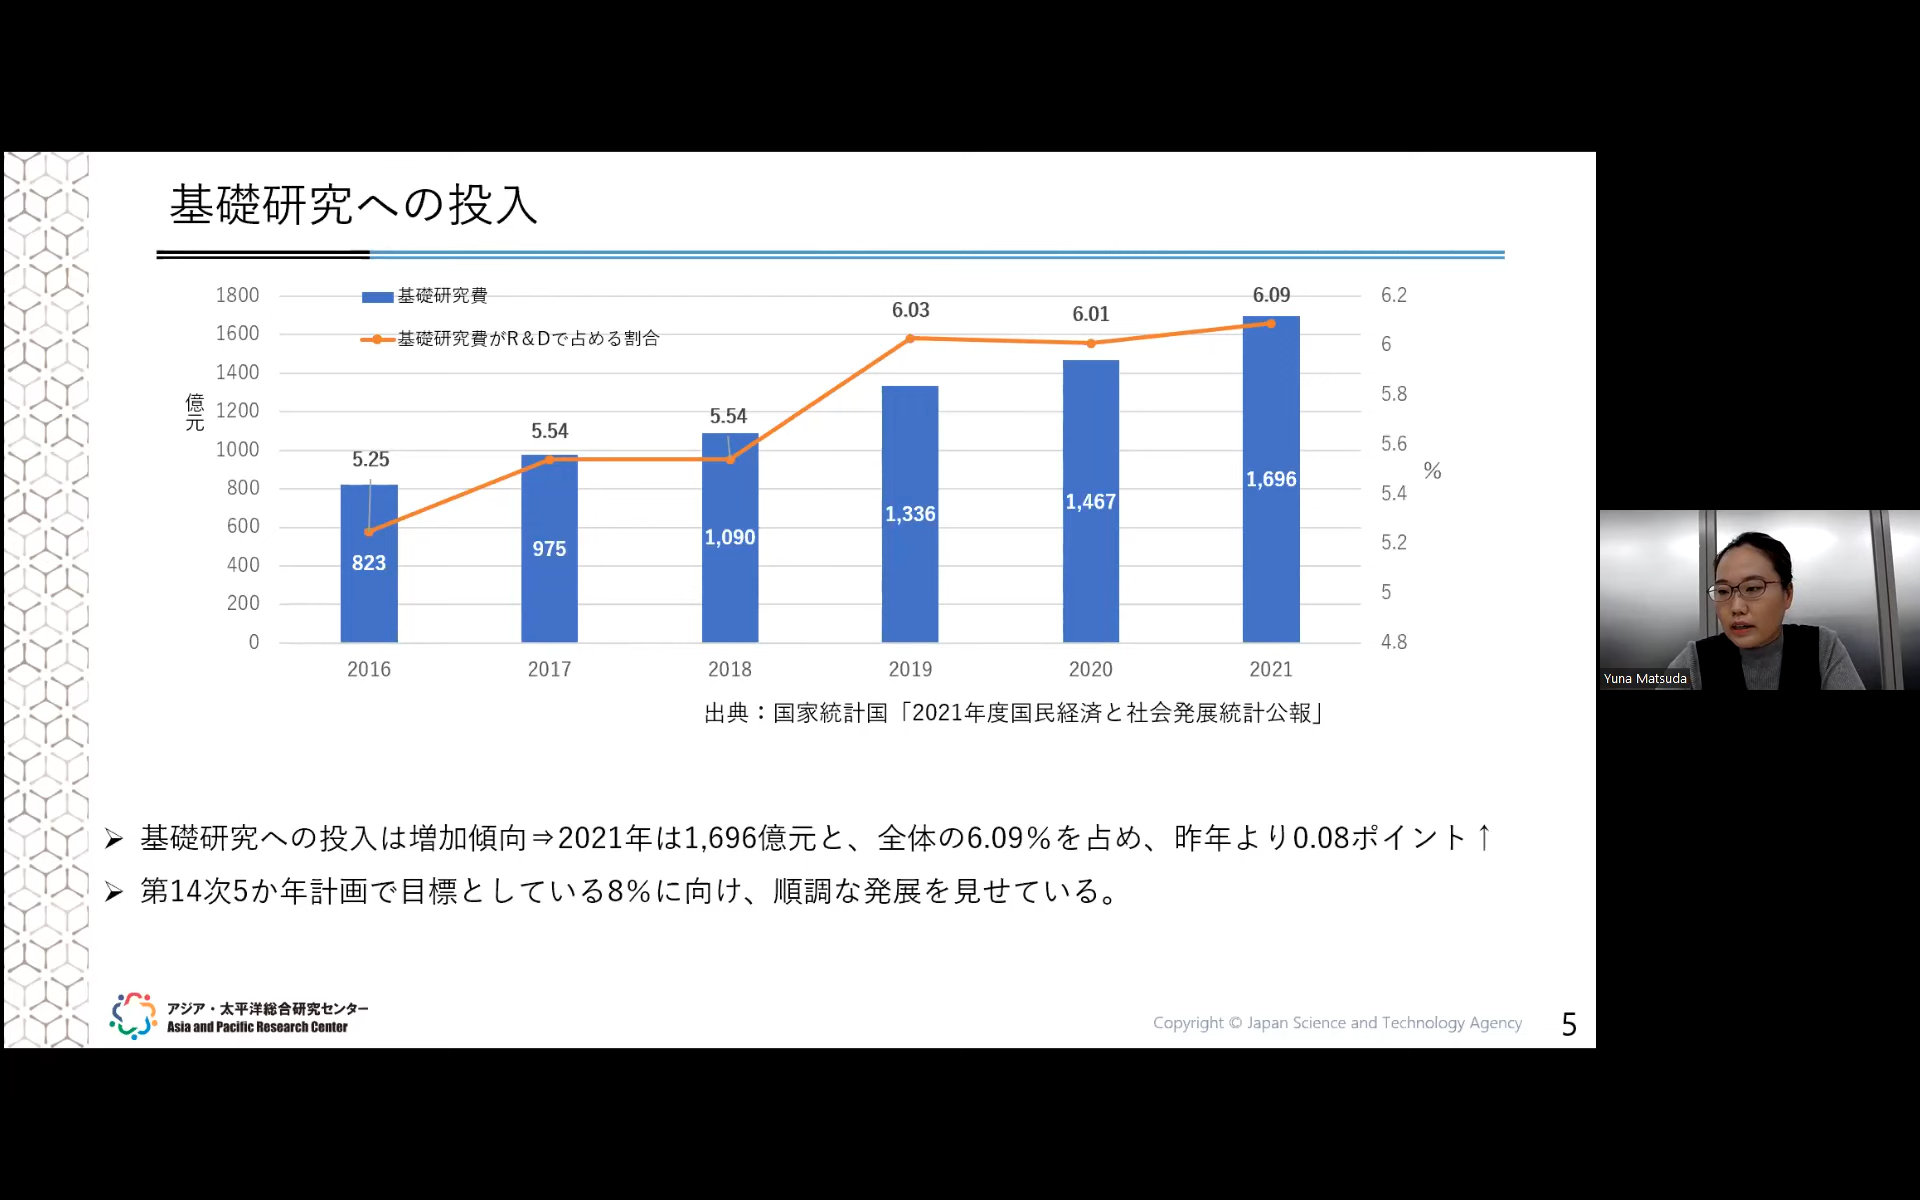 基礎研究への投入
基礎研究費
基礎研究費がR&Dで占める割合
億元
1800
1600
1400
1200
1000
800
600
400
200
0
5.25
5.54
5.54
6.03
6.01
6.09
823
975
1,090
1,336
1,467
1,696
6.2
6
5.8
5.6
5.4
5.2
5
4.8
%
2016 2017 2018 2019 2020 2021
出典：国家統計国「2021年度国民経済と社会発展統計公報」
➢ 基礎研究への投入は増加傾向⇒2021年は1,696億元と、全体の6.09%を占め、昨年より0.08ポイント↑
➢ 第14次5か年計画で目標としている8%に向け、順調な発展を見せている。
アジア・太平洋総合研究センター
Asia and Pacific Research Center
Copyright © Japan Science and Technology Agency
5
Yuna Matsuda